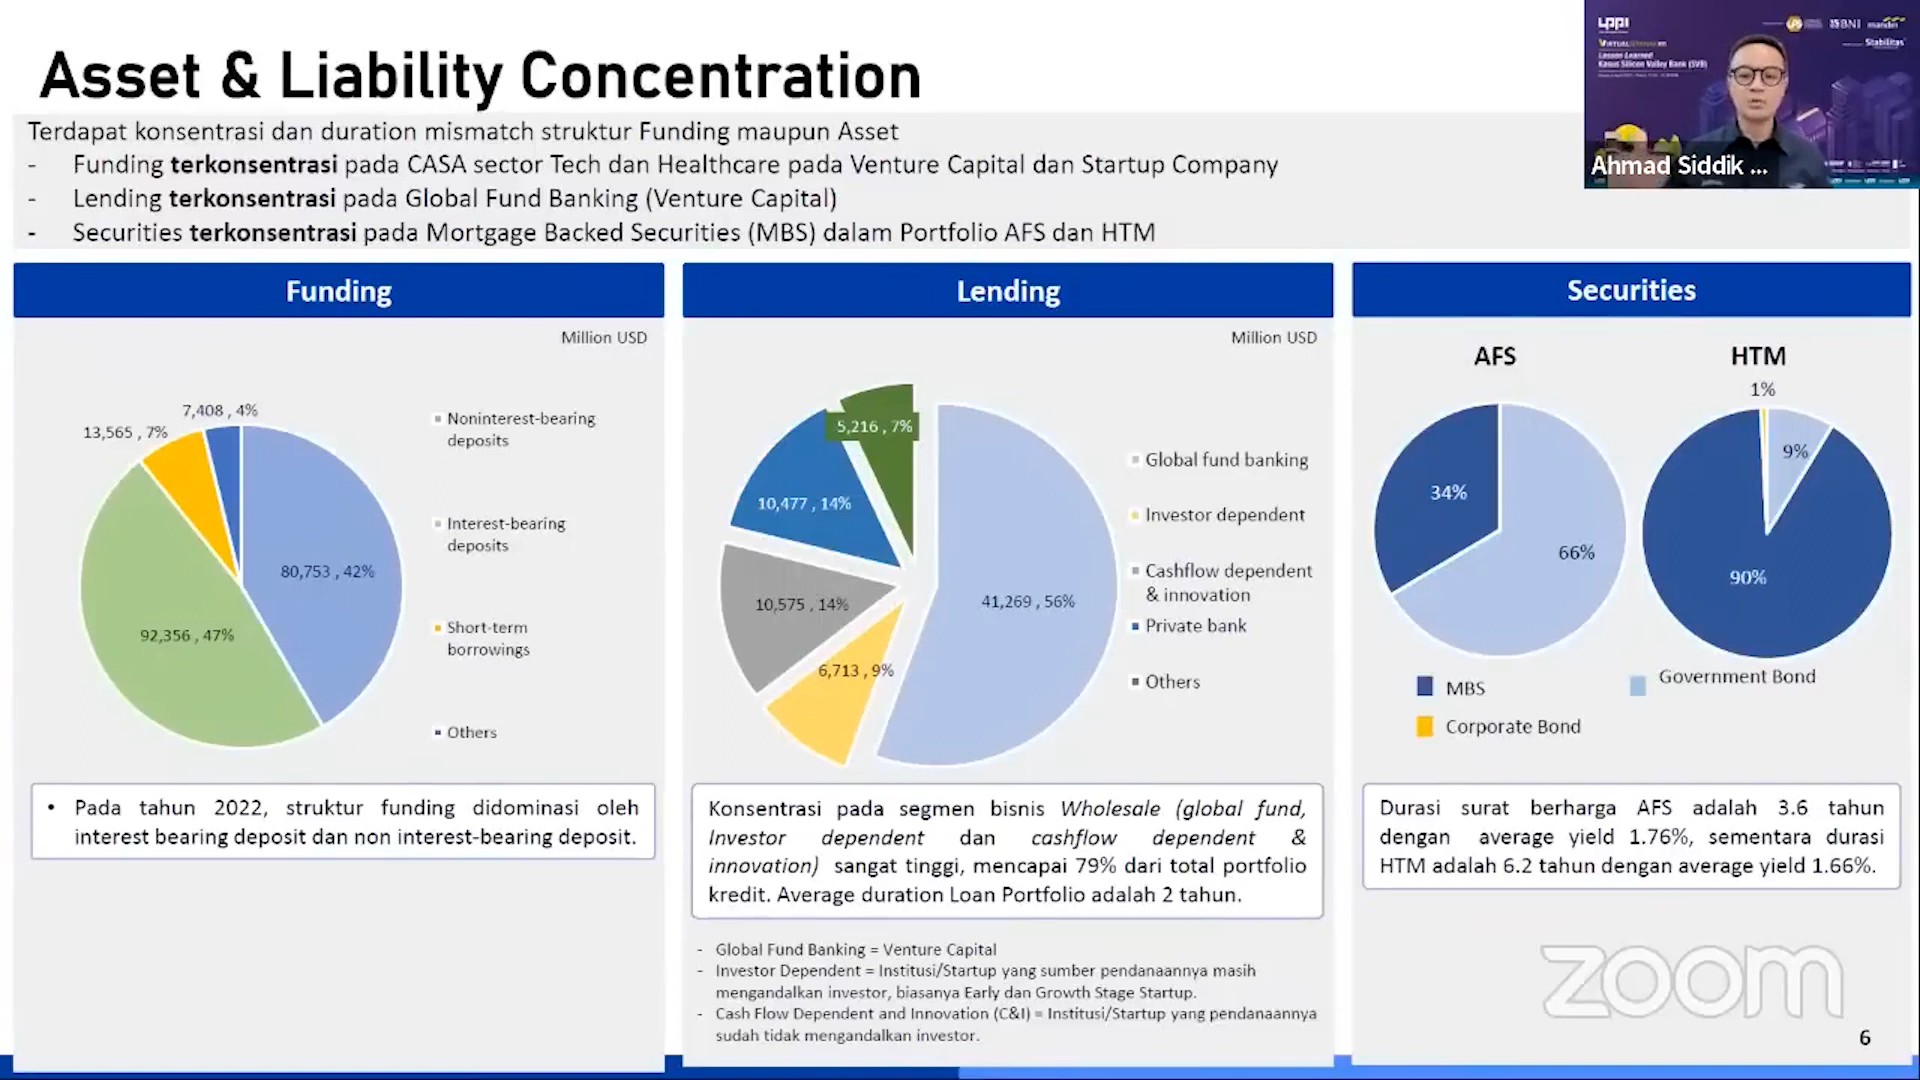 Asset & Liability Concentration
Terdapat konsentrasi dan duration mismatch struktur Funding maupun Asset
- Funding terkonsentrasi pada CASA sector Tech dan Healthcare pada Venture Capital dan Startup Company
- Lending terkonsentrasi pada Global Fund Banking (Venture Capital)
- Securities terkonsentrasi pada Mortgage Backed Securities (MBS) dalam Portfolio AFS dan HTM
LPPI
BNI
mandiri
Stabilitas
Lesson Learned
Kasus Silicon Valley Bank (SVB)
Ahmad Siddik ...
Funding
Million USD
7,408 , 4%
13,565 , 7%
80,753 , 42%
92,356 , 47%
Noninterest-bearing
deposits
Interest-bearing
deposits
Short-term
borrowings
Others
• Pada tahun 2022, struktur funding didominasi oleh
interest bearing deposit dan non interest-bearing deposit.
Lending
Million USD
5,216 , 7%
10,477 , 14%
10,575 , 14%
6,713 , 9%
41,269 , 56%
Global fund banking
Investor dependent
Cashflow dependent
& innovation
Private bank
Others
Konsentrasi pada segmen bisnis Wholesale (global fund,
Investor dependent dan cashflow dependent &
innovation) sangat tinggi, mencapai 79% dari total portfolio
kredit. Average duration Loan Portfolio adalah 2 tahun.
- Global Fund Banking = Venture Capital
- Investor Dependent = Institusi/Startup yang sumber pendanaannya masih
mengandalkan investor, biasanya Early dan Growth Stage Startup.
- Cash Flow Dependent and Innovation (C&I) = Institusi/Startup yang pendanaannya
sudah tidak mengandalkan investor.
Securities
AFS
34%
66%
HTM
1%
9%
90%
MBS
Government Bond
Corporate Bond
Durasi surat berharga AFS adalah 3.6 tahun
dengan average yield 1.76%, sementara durasi
HTM adalah 6.2 tahun dengan average yield 1.66%.
zoom
6